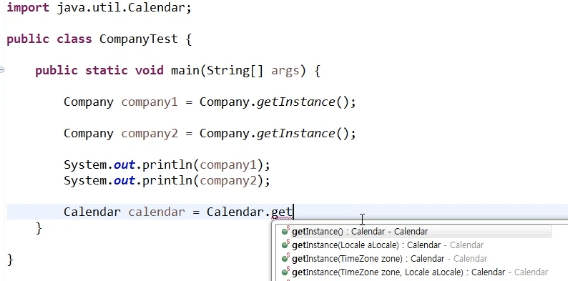 import java.util.Calendar;
public class CompanyTest {
public static void main(String[] args) {
Company company1 = Company.getInstance();
Company company2 = Company.getInstance();
System.out.println(company1);
System.out.println(company2);
Calendar calendar = Calendar.get
}
}
getInstance() : Calendar - Calendar
getInstance(Locale aLocale) : Calendar - Calendar
getInstance(TimeZone zone) : Calendar - Calendar
getInstance(TimeZone zone, Locale aLocale) : Calendar - Calendar